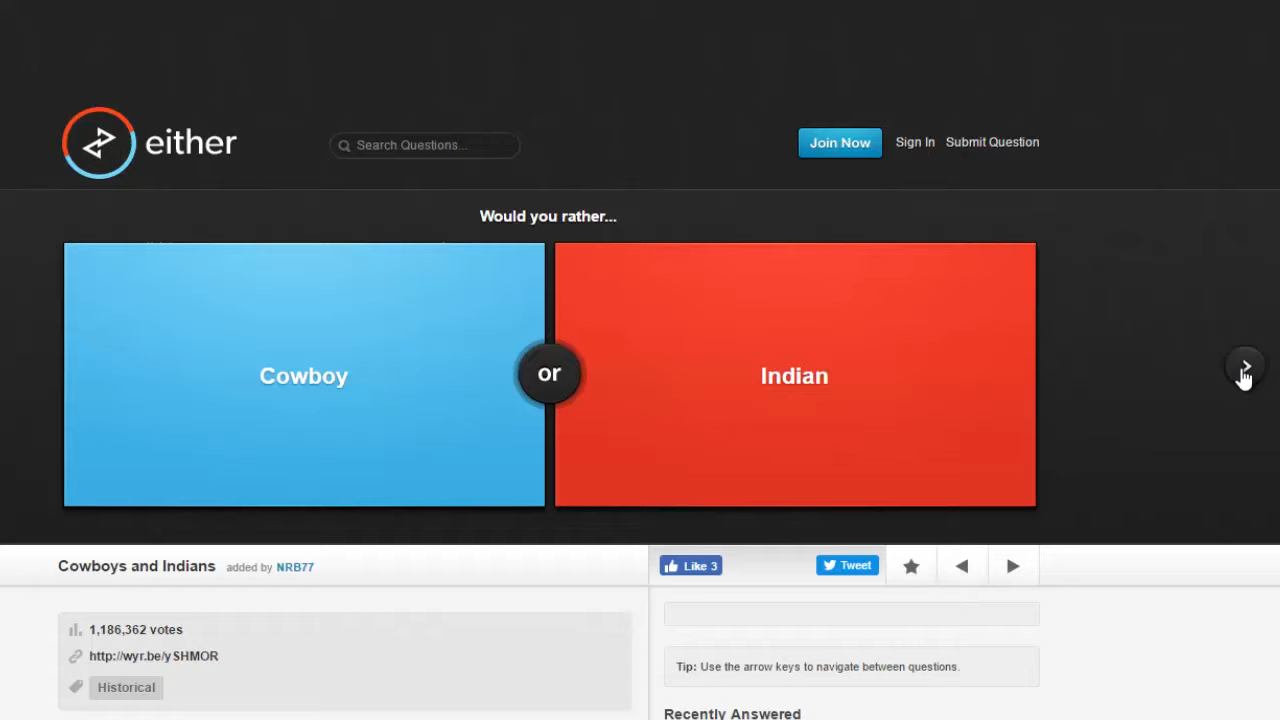 either
Search Questions...
Join Now
Sign In
Submit Question
Would you rather...
Cowboy
or
Indian
Cowboys and Indians added by NRB77
Like 3
Tweet
1,186,362 votes
http://wyr.be/ySHMOR
Historical
Tip: Use the arrow keys to navigate between questions.
Recently Answered